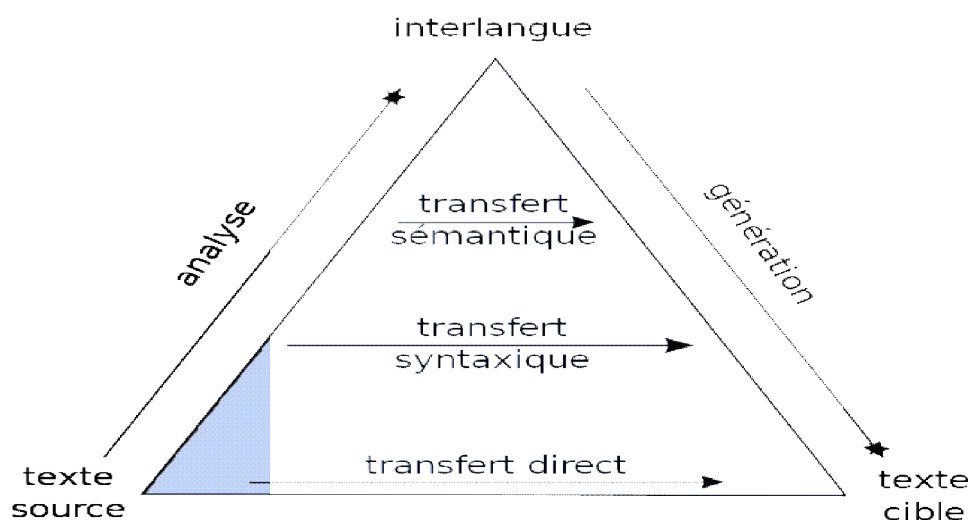 interlangue
analyse
génération
transfert
sémantique
transfert
syntaxique
transfert direct
texte
source
texte
cible